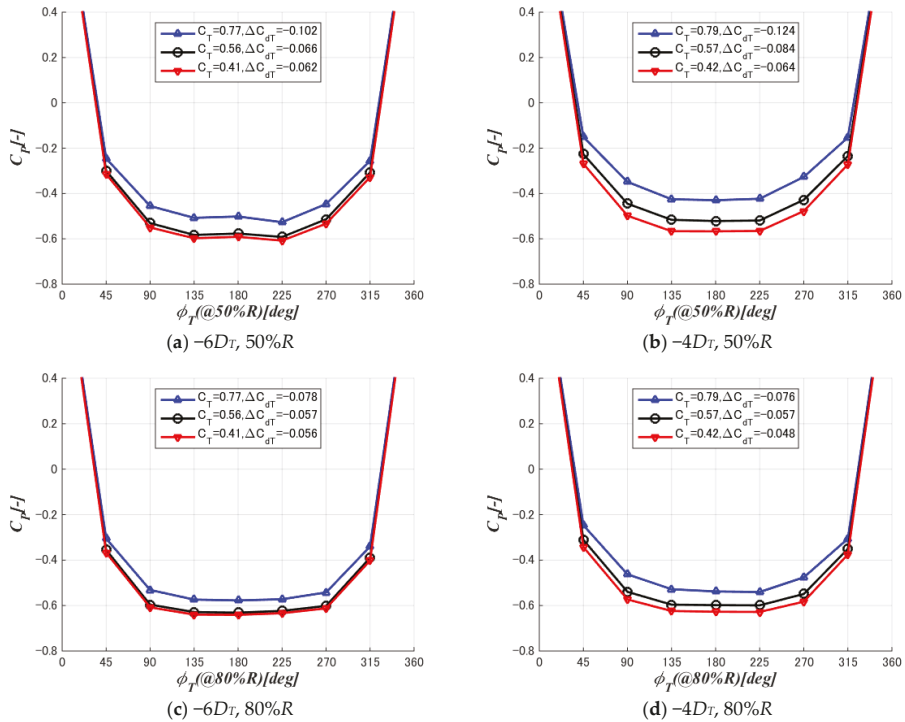 0.4
0.2
0
−0.2
−0.4
−0.6
−0.8
C_P[-]
C_T=0.77,ΔC_dT=−0.102
C_T=0.56,ΔC_dT=−0.066
C_T=0.41,ΔC_dT=−0.062
0 45 90 135 180 225 270 315 360
ϕ_T(@50%R)[deg]
(a) −6D_T, 50%R
0.4
0.2
0
−0.2
−0.4
−0.6
−0.8
C_P[-]
C_T=0.79,ΔC_dT=−0.124
C_T=0.57,ΔC_dT=−0.084
C_T=0.42,ΔC_dT=−0.064
0 45 90 135 180 225 270 315 360
ϕ_T(@50%R)[deg]
(b) −4D_T, 50%R
0.4
0.2
0
−0.2
−0.4
−0.6
−0.8
C_P[-]
C_T=0.77,ΔC_dT=−0.078
C_T=0.56,ΔC_dT=−0.057
C_T=0.41,ΔC_dT=−0.056
0 45 90 135 180 225 270 315 360
ϕ_T(@80%R)[deg]
(c) −6D_T, 80%R
0.4
0.2
0
−0.2
−0.4
−0.6
−0.8
C_P[-]
C_T=0.79,ΔC_dT=−0.076
C_T=0.57,ΔC_dT=−0.057
C_T=0.42,ΔC_dT=−0.048
0 45 90 135 180 225 270 315 360
ϕ_T(@80%R)[deg]
(d) −4D_T, 80%R